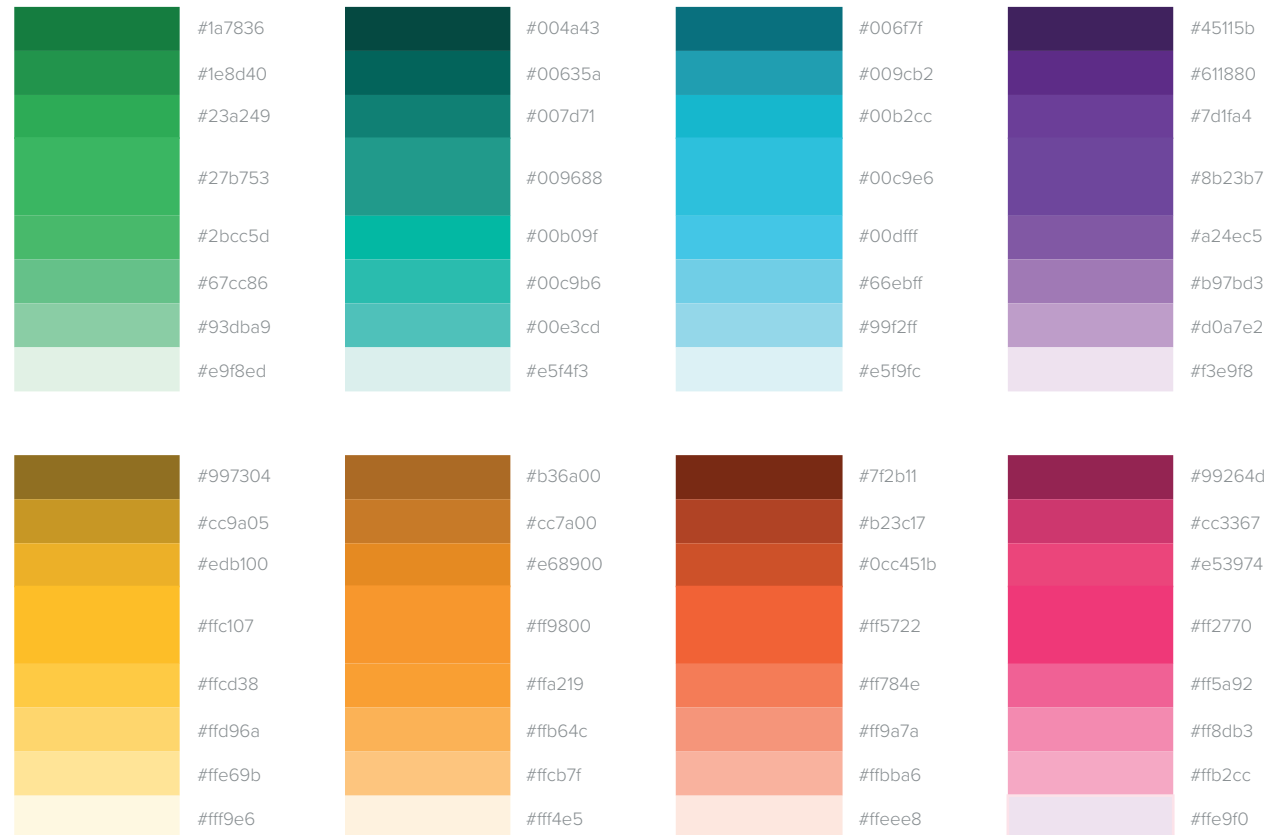 #1a7836 #004a43 #006f7f #45115b
#1e8d40 #00635a #009cb2 #611880
#23a249 #007d71 #00b2cc #7d1fa4
#27b753 #009688 #00c9e6 #8b23b7
#2bcc5d #00b09f #00dfff #a24ec5
#67cc86 #00c9b6 #66ebff #b97bd3
#93dba9 #00e3cd #99f2ff #d0a7e2
#e9f8ed #e5f4f3 #e5f9fc #f3e9f8
#997304 #b36a00 #7f2b11 #99264d
#cc9a05 #cc7a00 #b23c17 #cc3367
#edb100 #e68900 #0cc451b #e53974
#ffc107 #ff9800 #ff5722 #ff2770
#ffcd38 #ffa219 #ff784e #ff5a92
#ffd96a #ffb64c #ff9a7a #ff8db3
#ffe69b #ffcb7f #ffbba6 #ffb2cc
#fff9e6 #fff4e5 #ffeee8 #ffe9f0